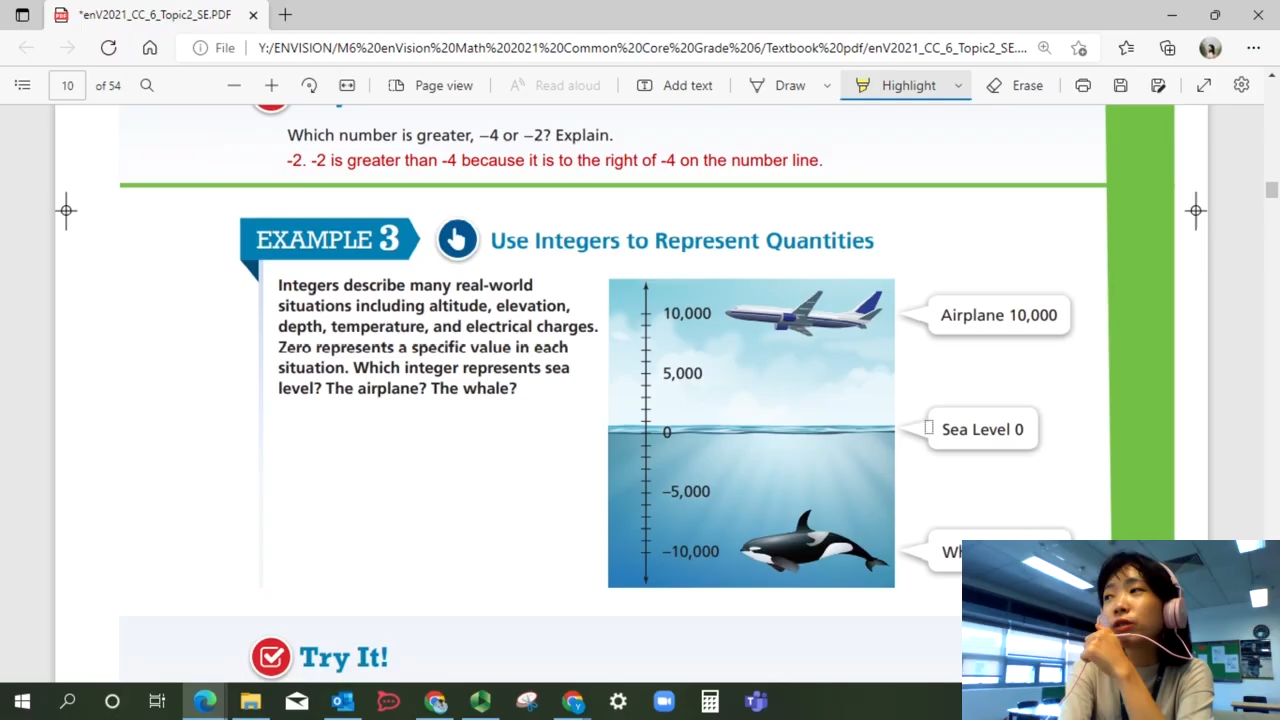 *enV2021_CC_6_Topic2_SE.PDF
File
Y:/ENVISION/M6%20enVision%20Math%202021%20Common%20Core%20Grade%206/Textbook%20pdf/enV2021_CC_6_Topic2_SE....
10 of 54
Page view
Read aloud
Add text
Draw
Highlight
Erase
Which number is greater, −4 or −2? Explain.
-2. -2 is greater than -4 because it is to the right of -4 on the number line.
EXAMPLE 3
Use Integers to Represent Quantities
Integers describe many real-world
situations including altitude, elevation,
depth, temperature, and electrical charges.
Zero represents a specific value in each
situation. Which integer represents sea
level? The airplane? The whale?
10,000
5,000
0
−5,000
−10,000
Airplane 10,000
Sea Level 0
Try It!